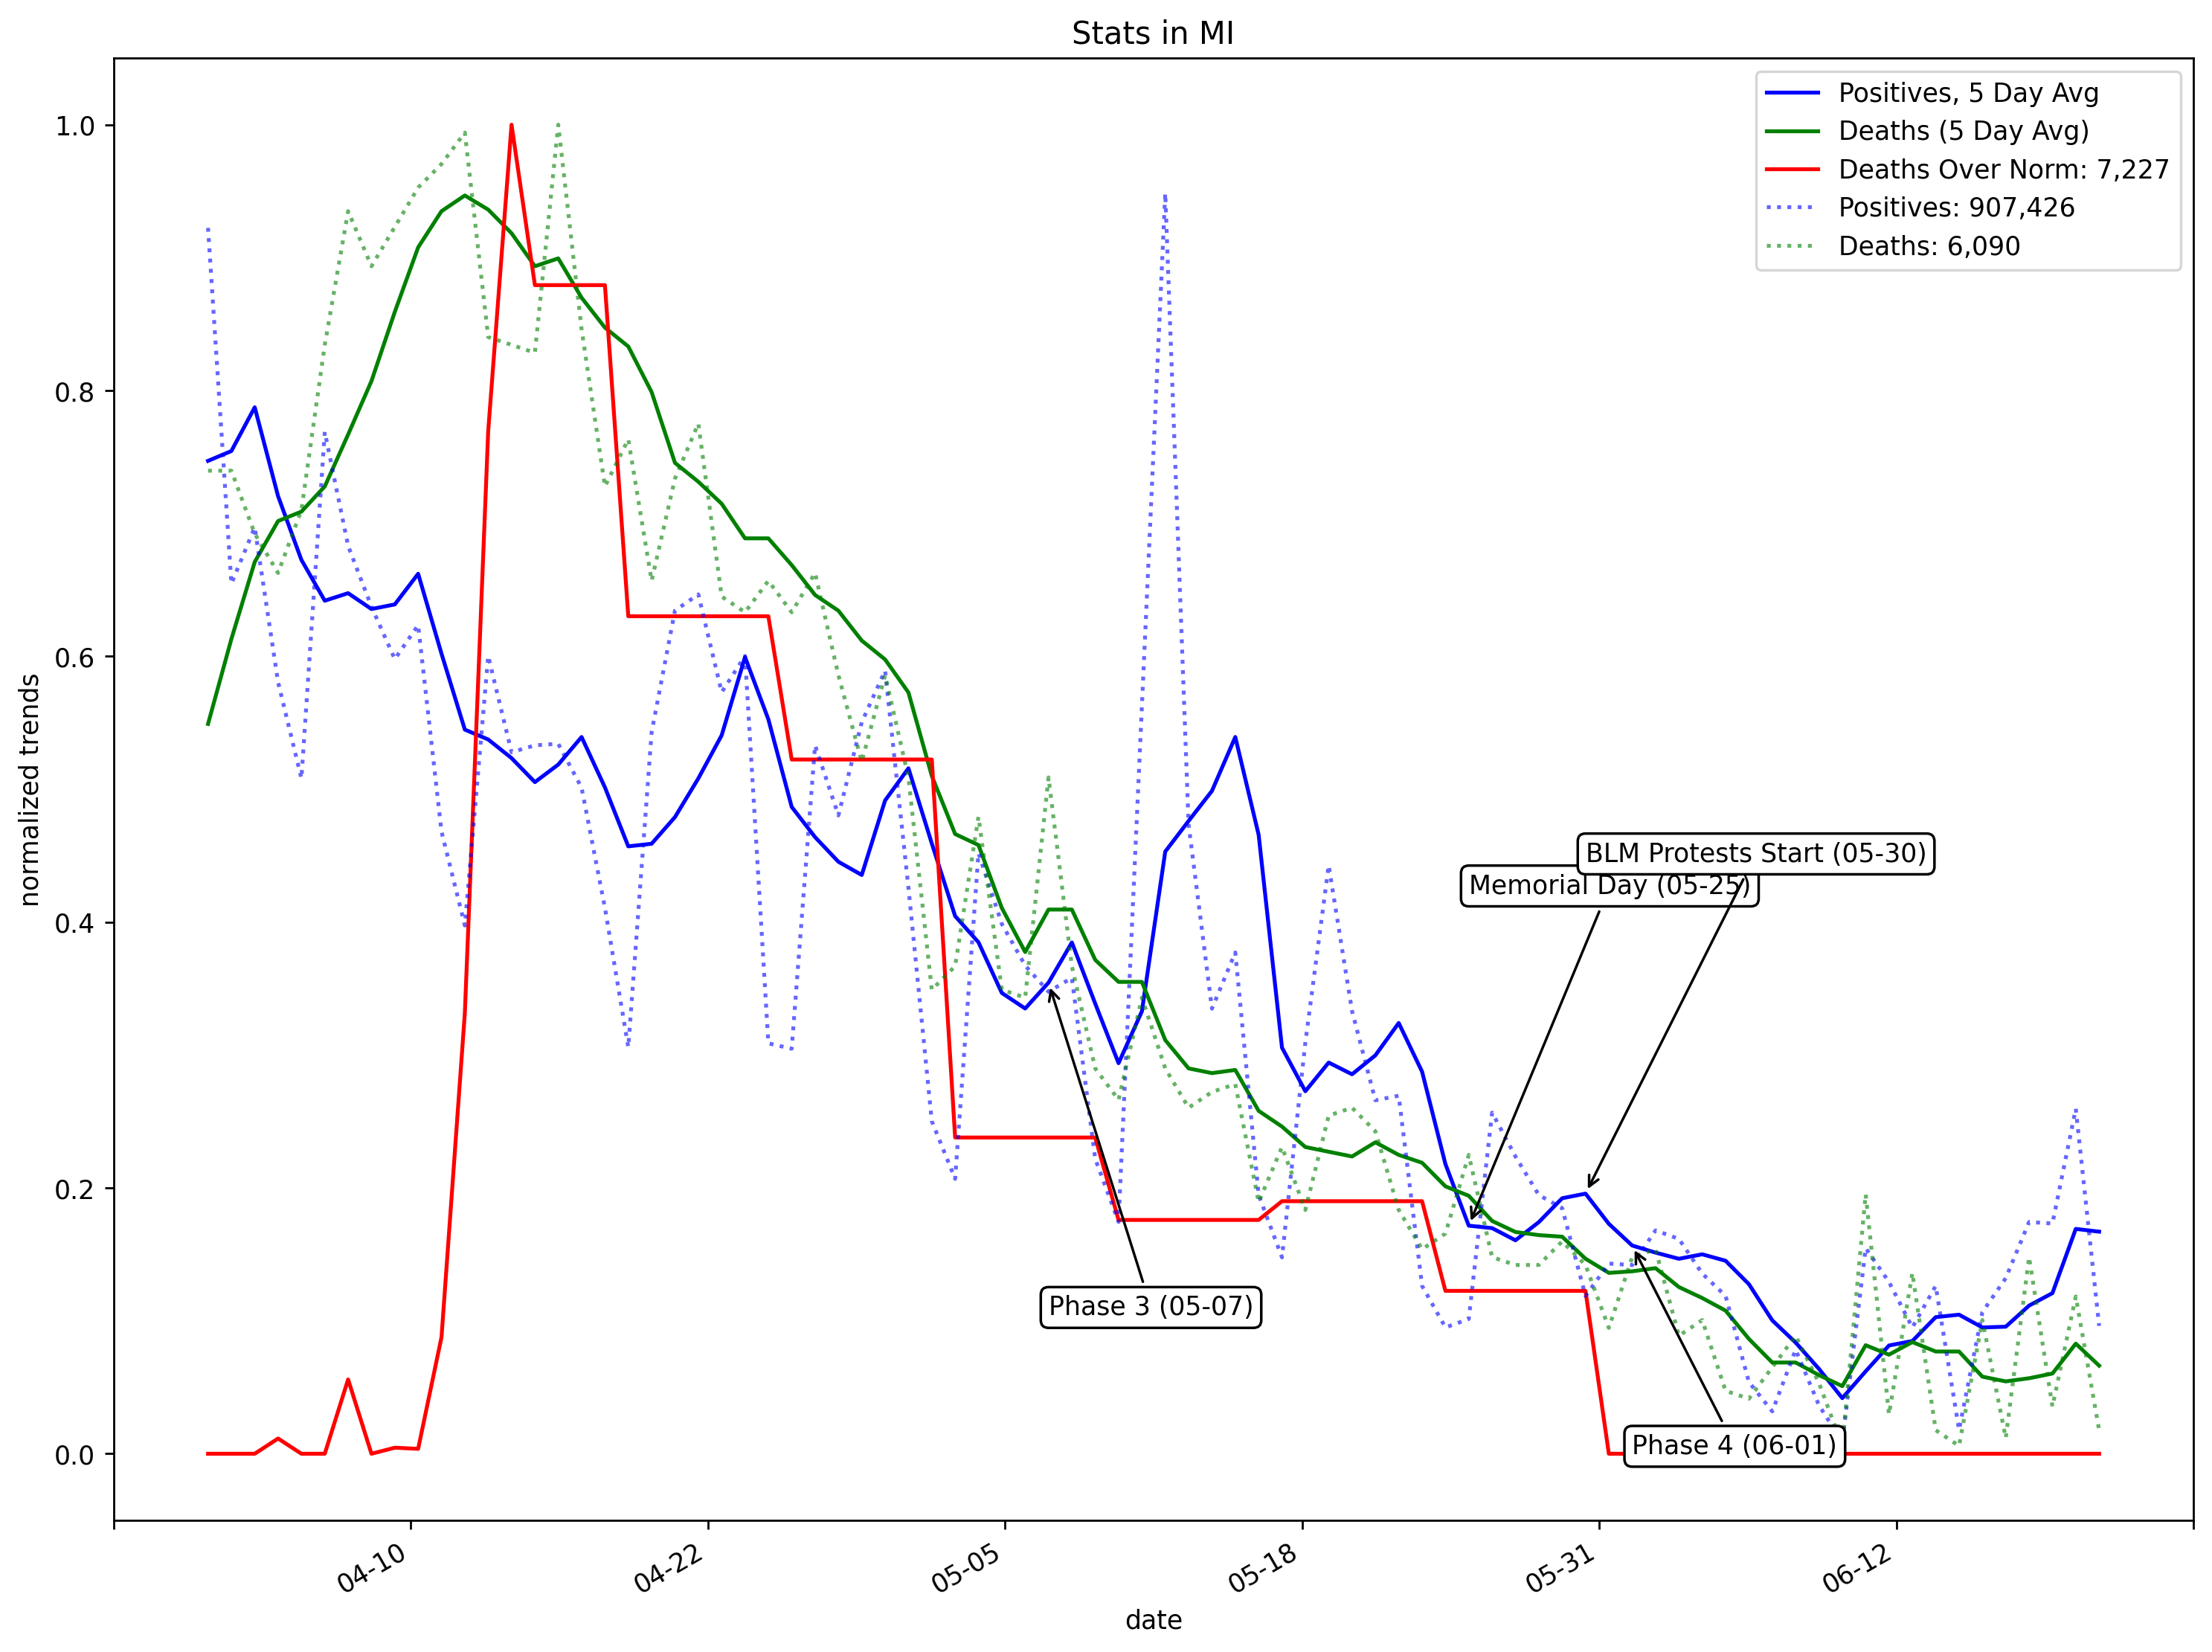 Stats in MI
Positives, 5 Day Avg
Deaths (5 Day Avg)
Deaths Over Norm: 7,227
Positives: 907,426
Deaths: 6,090
1.0
0.8
0.6
0.4
0.2
0.0
normalized trends
BLM Protests Start (05-30)
Memorial Day (05-25)
Phase 3 (05-07)
Phase 4 (06-01)
04-10
04-22
05-05
05-18
05-31
06-12
date